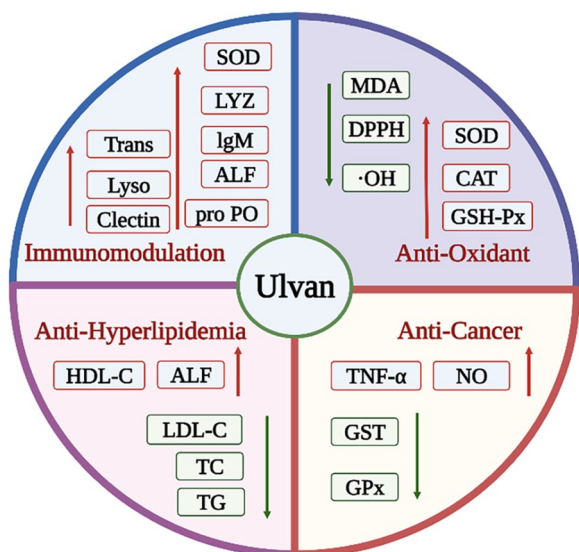 SOD
LYZ
lgM
ALF
pro PO
Trans
Lyso
Clectin
Immunomodulation
MDA
DPPH
·OH
SOD
CAT
GSH-Px
Anti-Oxidant
Ulvan
Anti-Hyperlipidemia
HDL-C ALF
LDL-C
TC
TG
Anti-Cancer
TNF-α NO
GST
GPx